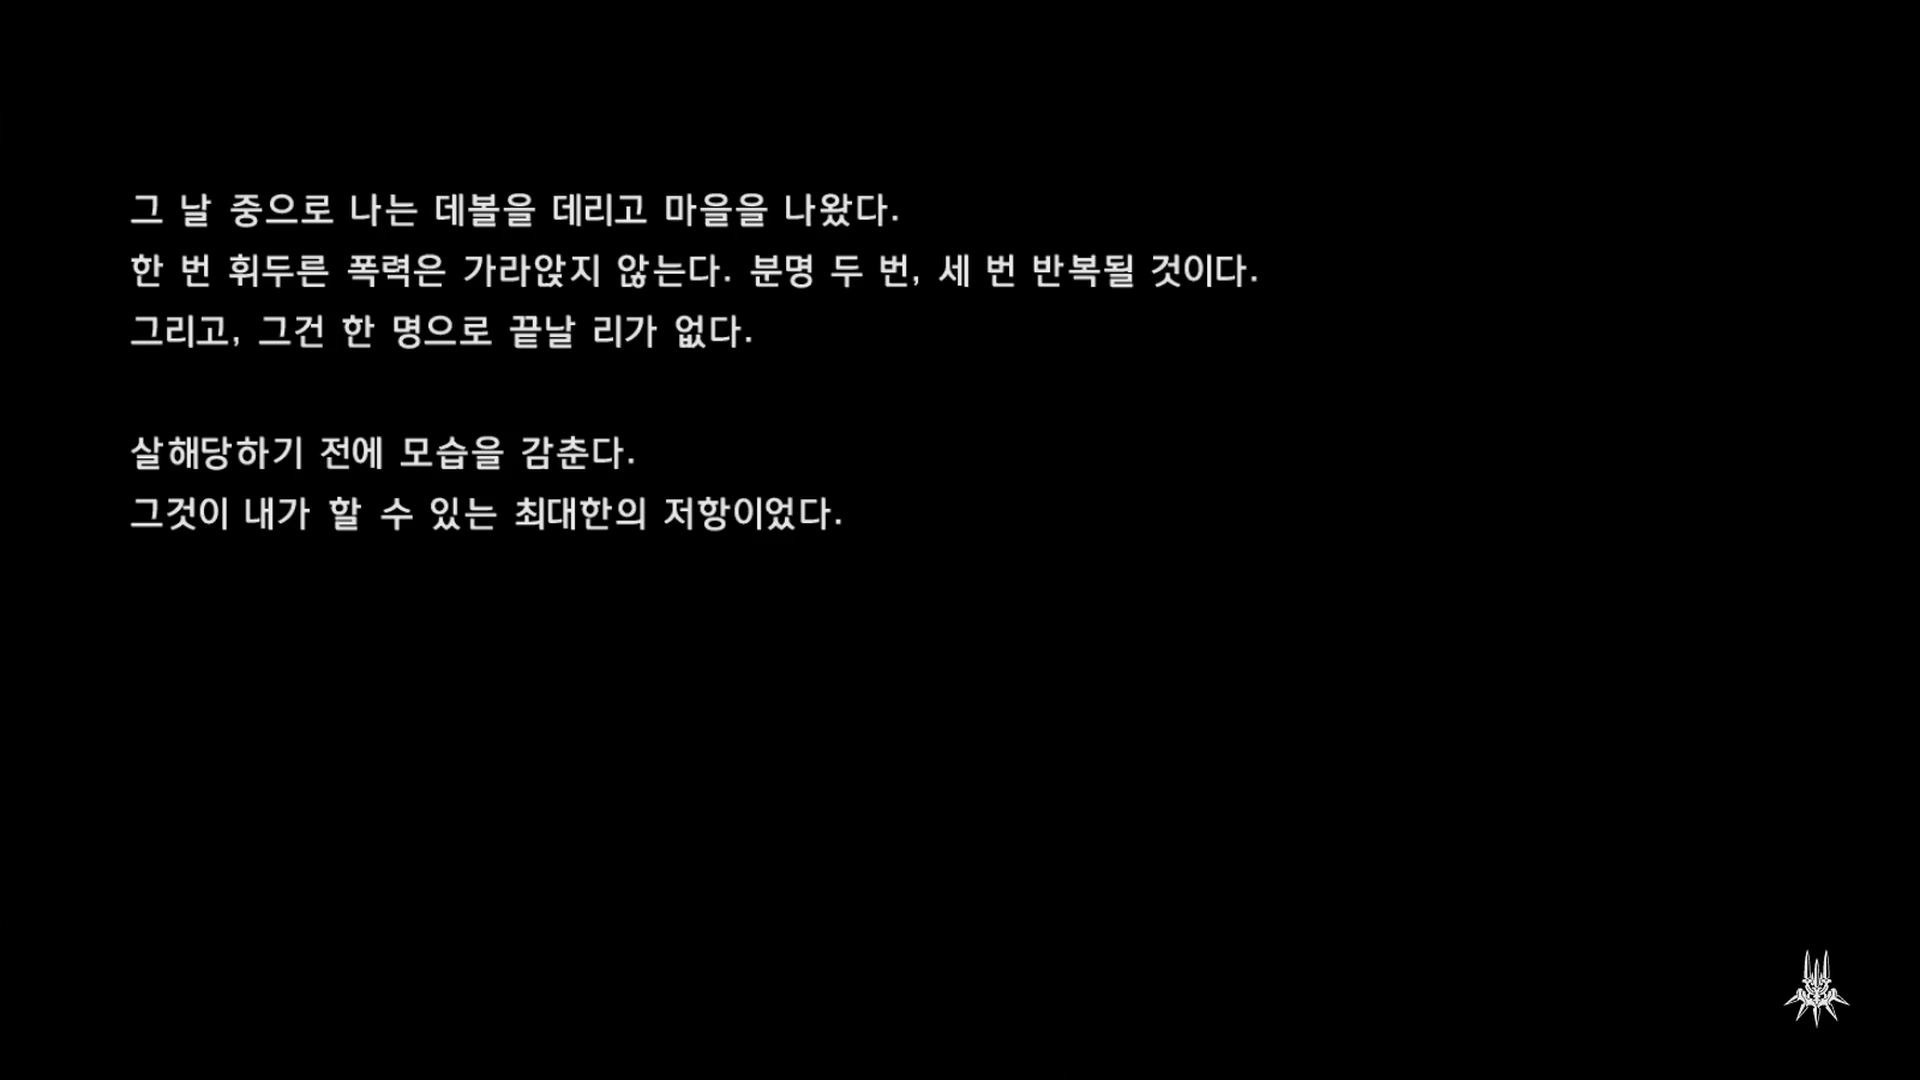 그 날 중으로 나는 데볼을 데리고 마을을 나왔다.
한 번 휘두른 폭력은 가라앉지 않는다. 분명 두 번, 세 번 반복될 것이다.
그리고, 그건 한 명으로 끝날 리가 없다.
살해당하기 전에 모습을 감춘다.
그것이 내가 할 수 있는 최대한의 저항이었다.